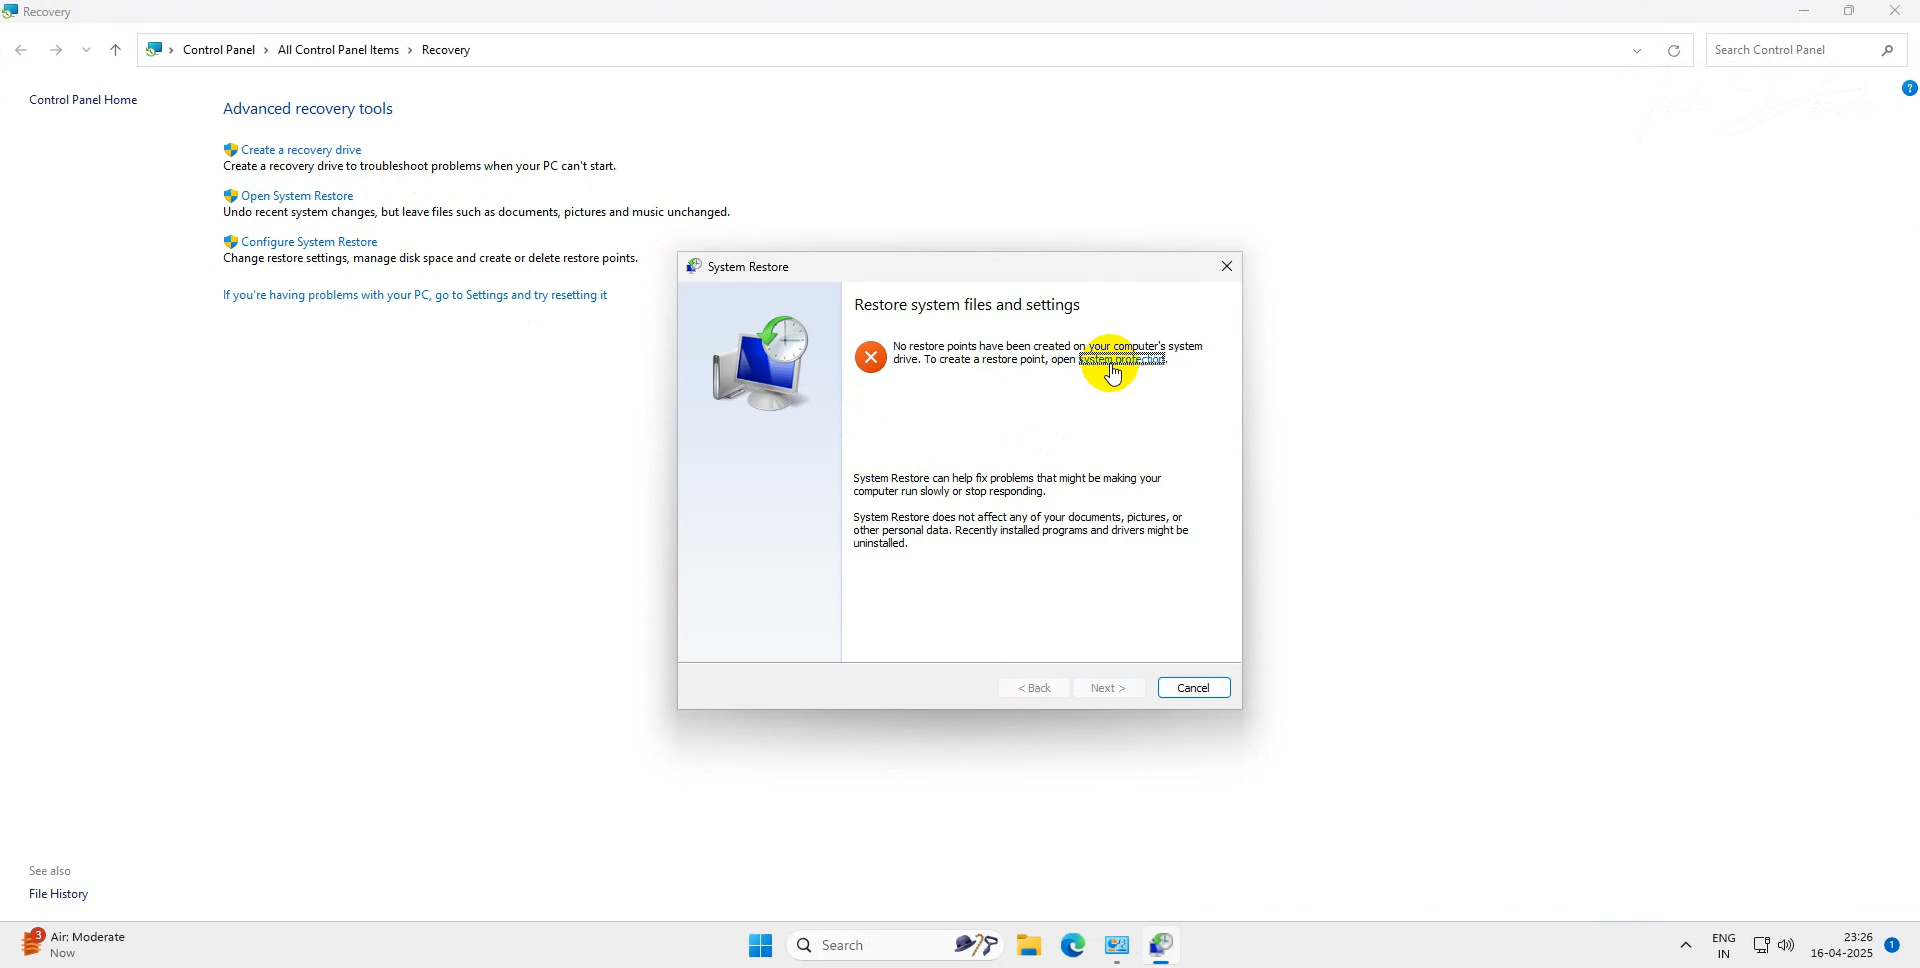 Recovery
Control Panel > All Control Panel Items > Recovery
Search Control Panel
Control Panel Home
?
Advanced recovery tools
Create a recovery drive
Create a recovery drive to troubleshoot problems when your PC can't start.
Open System Restore
Undo recent system changes, but leave files such as documents, pictures and music unchanged.
Configure System Restore
Change restore settings, manage disk space and create or delete restore points.
If you're having problems with your PC, go to Settings and try resetting it
System Restore
Restore system files and settings
No restore points have been created on your computer's system
drive. To create a restore point, open system protection.
System Restore can help fix problems that might be making your
computer run slowly or stop responding.
System Restore does not affect any of your documents, pictures, or
other personal data. Recently installed programs and drivers might be
uninstalled.
< Back
Next >
Cancel
See also
File History
3
Air: Moderate
Now
Search
ENG
IN
23:26
16-04-2025
1